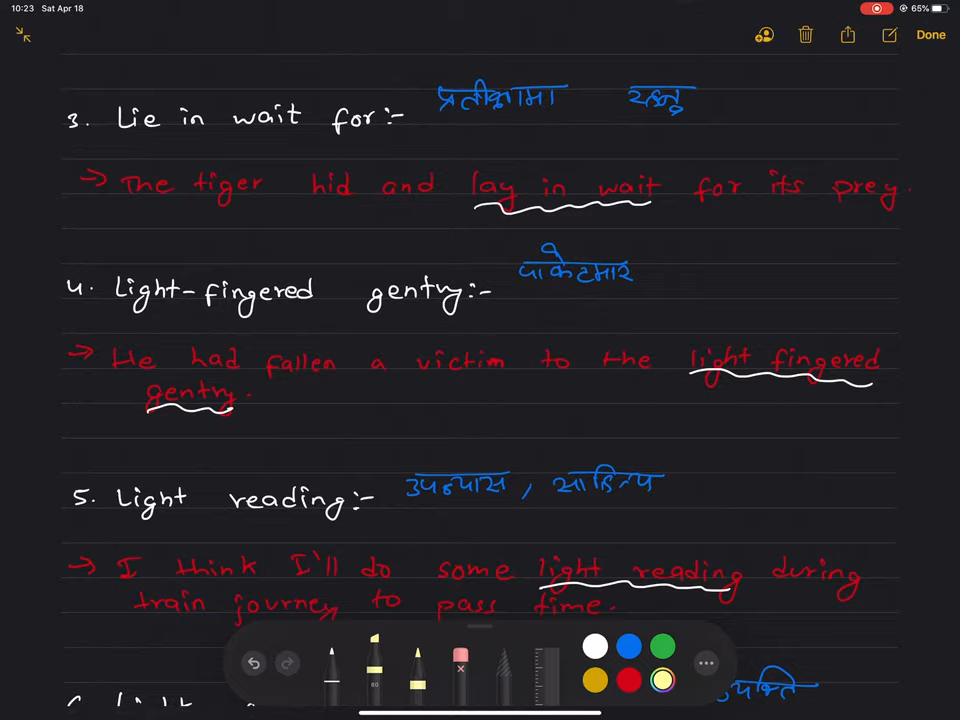 10:23 Sat Apr 18 65%
Done
3. Lie in wait for:- प्रतीक्षामा रहनु
→ The tiger hid and lay in wait for its prey.
4. Light-fingered gentry:- पाकेटमार
→ He had fallen a victim to the light fingered
gentry.
5. Light reading:- उपन्यास, साहित्य
→ I think I'll do some light reading during
train journey to pass time.
80